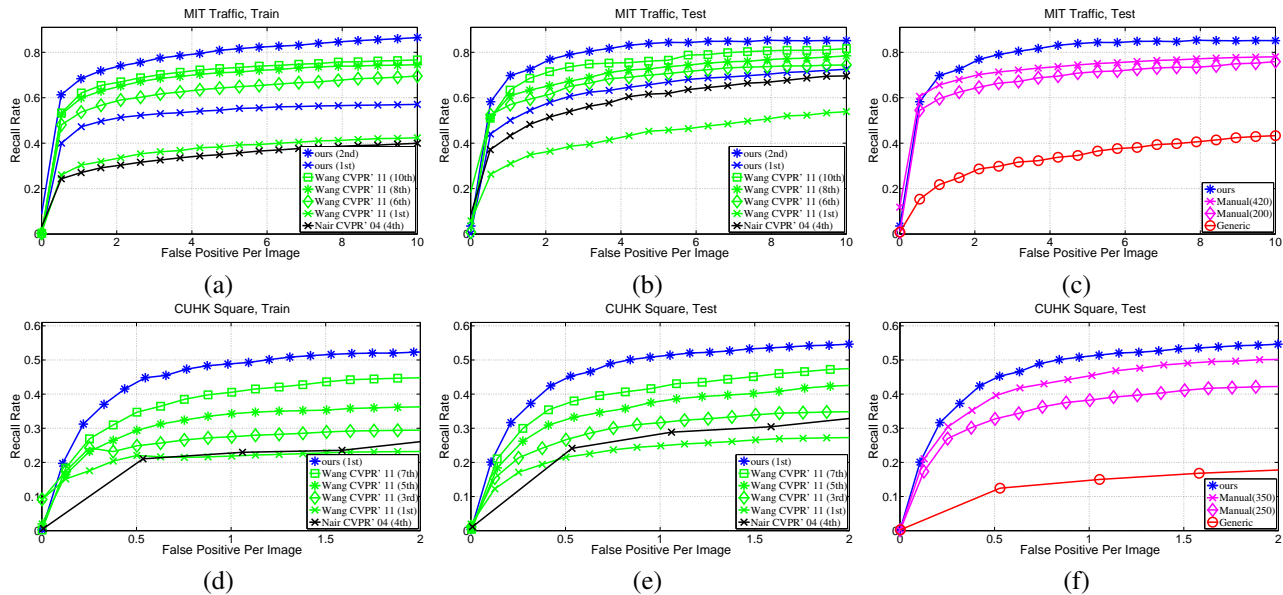 MIT Traffic, Train
Recall Rate
0.8
0.6
0.4
0.2
0
0 2 4 6 8 10
False Positive Per Image
ours (2nd)
ours (1st)
Wang CVPR' 11 (10th)
Wang CVPR' 11 (8th)
Wang CVPR' 11 (6th)
Wang CVPR' 11 (1st)
Nair CVPR' 04 (4th)
(a)
MIT Traffic, Test
Recall Rate
0.8
0.6
0.4
0.2
0
0 2 4 6 8 10
False Positive Per Image
ours (2nd)
ours (1st)
Wang CVPR' 11 (10th)
Wang CVPR' 11 (8th)
Wang CVPR' 11 (6th)
Wang CVPR' 11 (1st)
Nair CVPR' 04 (4th)
(b)
MIT Traffic, Test
Recall Rate
0.8
0.6
0.4
0.2
0
0 2 4 6 8 10
False Positive Per Image
ours
Manual(420)
Manual(200)
Generic
(c)
CUHK Square, Train
Recall Rate
0.6
0.5
0.4
0.3
0.2
0.1
0
0 0.5 1 1.5 2
False Positive Per Image
ours (1st)
Wang CVPR' 11 (7th)
Wang CVPR' 11 (5th)
Wang CVPR' 11 (3rd)
Wang CVPR' 11 (1st)
Nair CVPR' 04 (4th)
(d)
CUHK Square, Test
Recall Rate
0.6
0.5
0.4
0.3
0.2
0.1
0
0 0.5 1 1.5 2
False Positive Per Image
ours (1st)
Wang CVPR' 11 (7th)
Wang CVPR' 11 (5th)
Wang CVPR' 11 (3rd)
Wang CVPR' 11 (1st)
Nair CVPR' 04 (4th)
(e)
CUHK Square, Test
Recall Rate
0.6
0.5
0.4
0.3
0.2
0.1
0
0 0.5 1 1.5 2
False Positive Per Image
ours
Manual(350)
Manual(250)
Generic
(f)